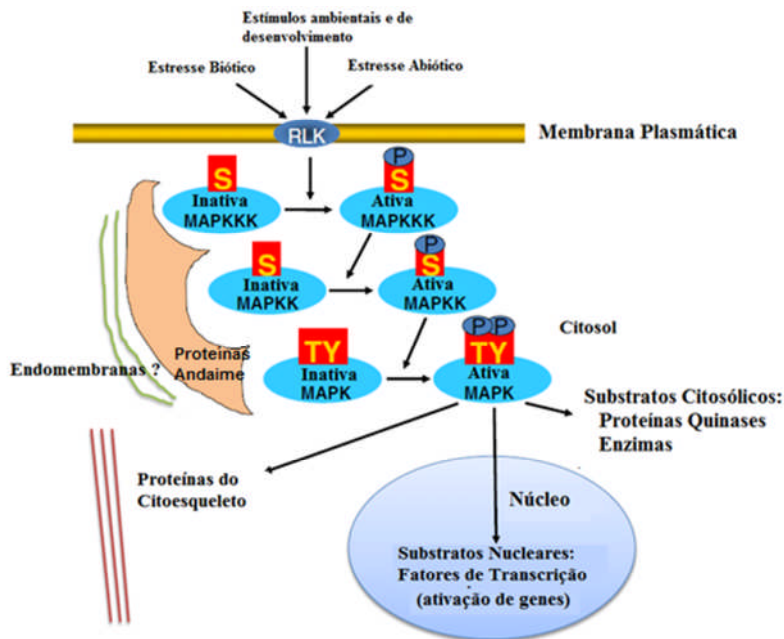 Estímulos ambientais e de
desenvolvimento
Estresse Biótico
Estresse Abiótico
RLK
Membrana Plasmática
S
Inativa
MAPKKK
P
S
Ativa
MAPKKK
S
Inativa
MAPKK
P
S
Ativa
MAPKK
Citosol
Proteínas
Andaime
Endomembranas ?
TY
Inativa
MAPK
P P
TY
Ativa
MAPK
Substratos Citosólicos:
Proteínas Quinases
Enzimas
Proteínas do
Citoesqueleto
Núcleo
Substratos Nucleares:
Fatores de Transcrição
(ativação de genes)